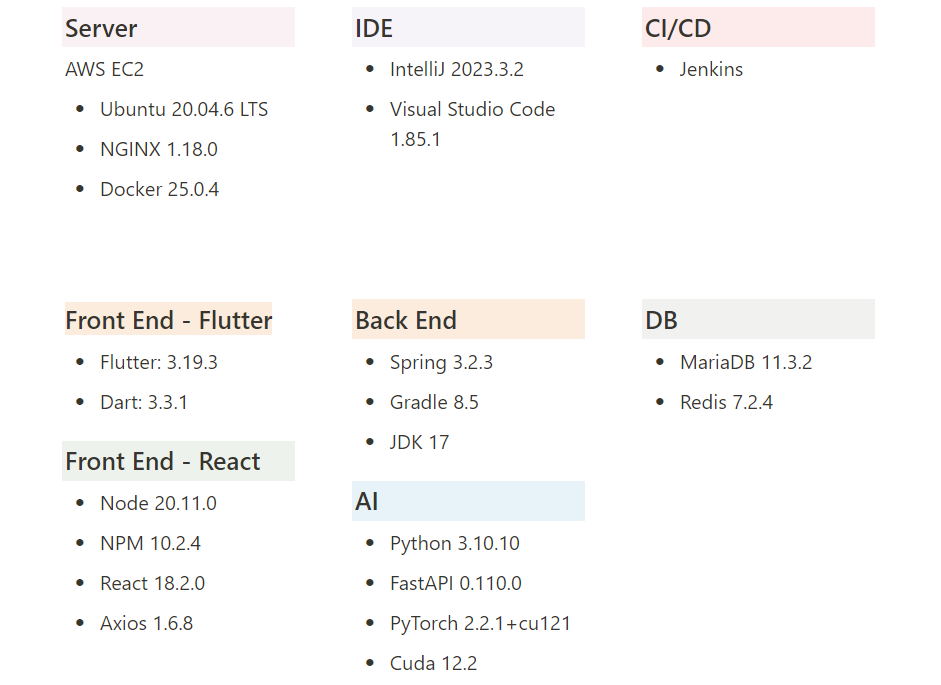 Server
AWS EC2
Ubuntu 20.04.6 LTS
NGINX 1.18.0
Docker 25.0.4
IDE
IntelliJ 2023.3.2
Visual Studio Code
1.85.1
CI/CD
Jenkins
Front End - Flutter
Flutter: 3.19.3
Dart: 3.3.1
Front End - React
Node 20.11.0
NPM 10.2.4
React 18.2.0
Axios 1.6.8
Back End
Spring 3.2.3
Gradle 8.5
JDK 17
AI
Python 3.10.10
FastAPI 0.110.0
PyTorch 2.2.1+cu121
Cuda 12.2
DB
MariaDB 11.3.2
Redis 7.2.4